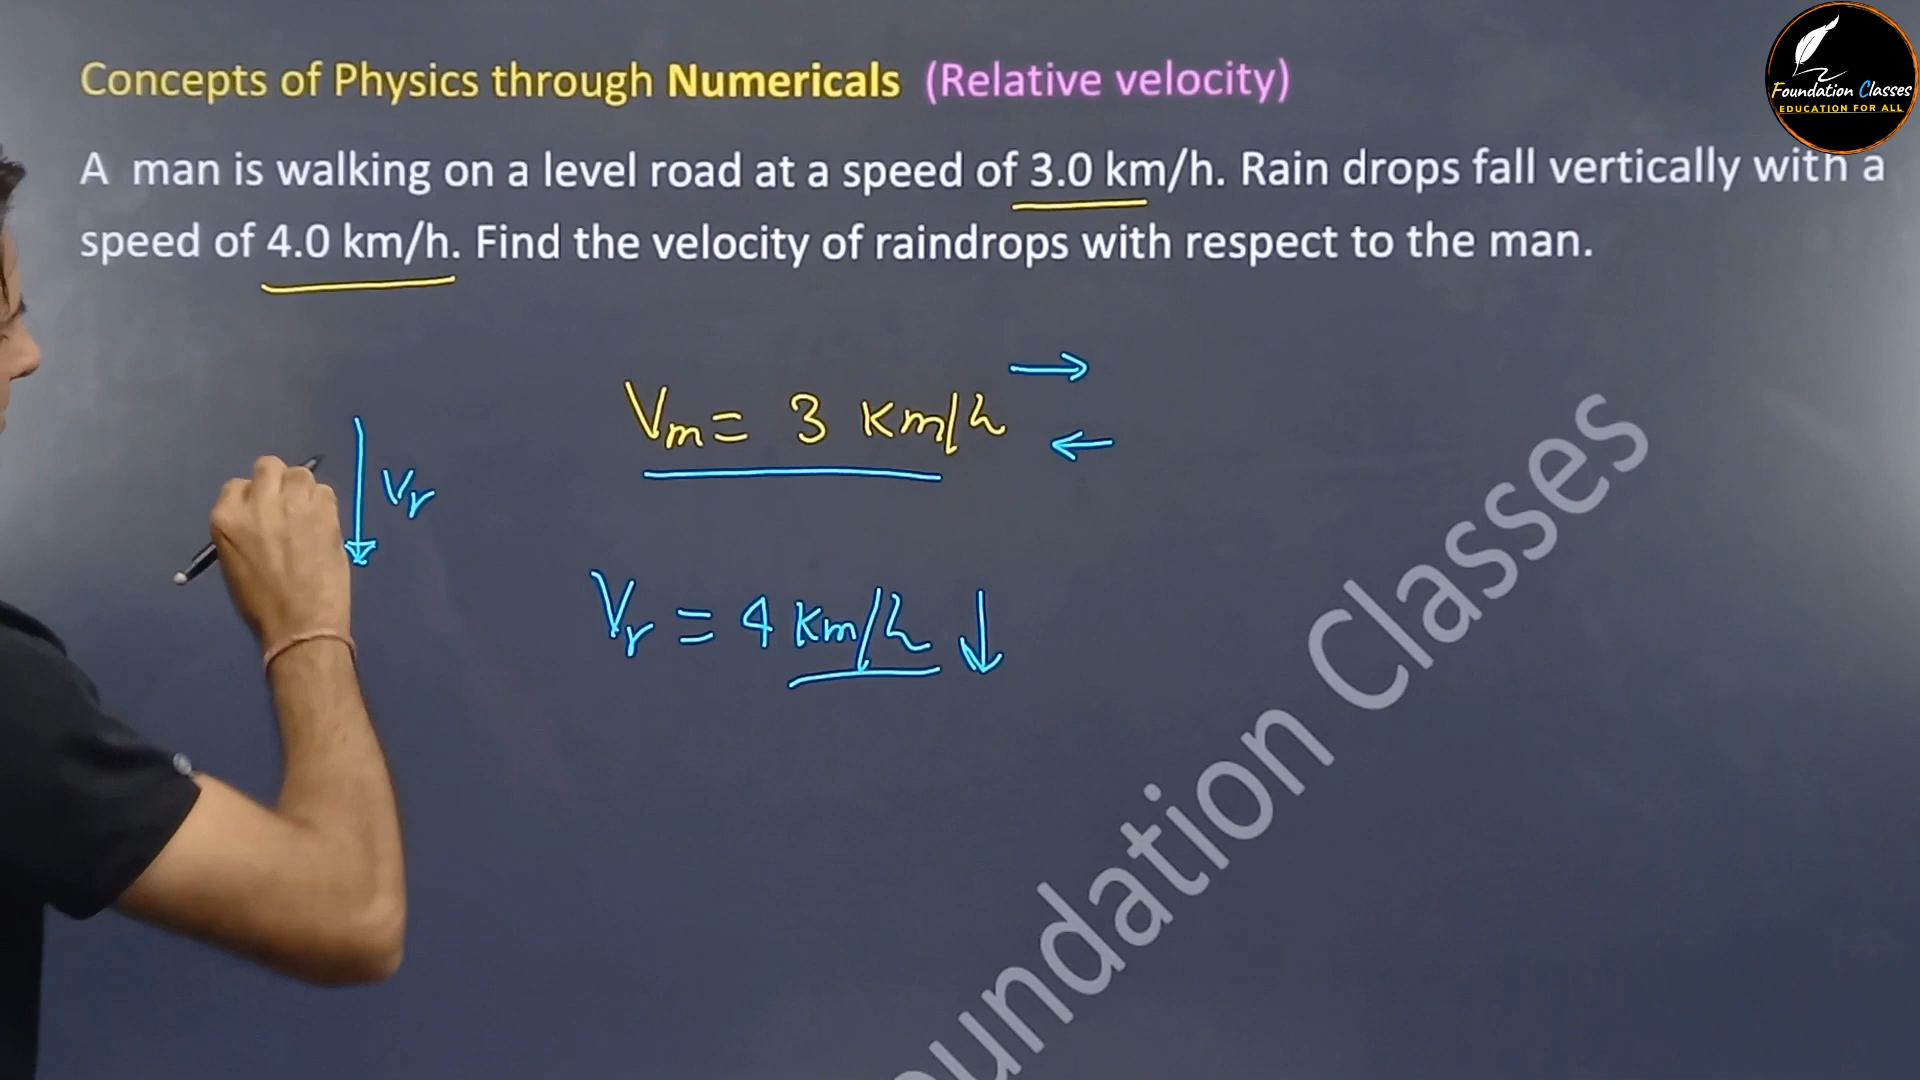 Concepts of Physics through Numericals (Relative velocity)
Foundation Classes
EDUCATION FOR ALL
A man is walking on a level road at a speed of 3.0 km/h. Rain drops fall vertically with a
speed of 4.0 km/h. Find the velocity of raindrops with respect to the man.
Vm = 3 Km/h
Vr
Vr = 4 Km/h
oundation Classes